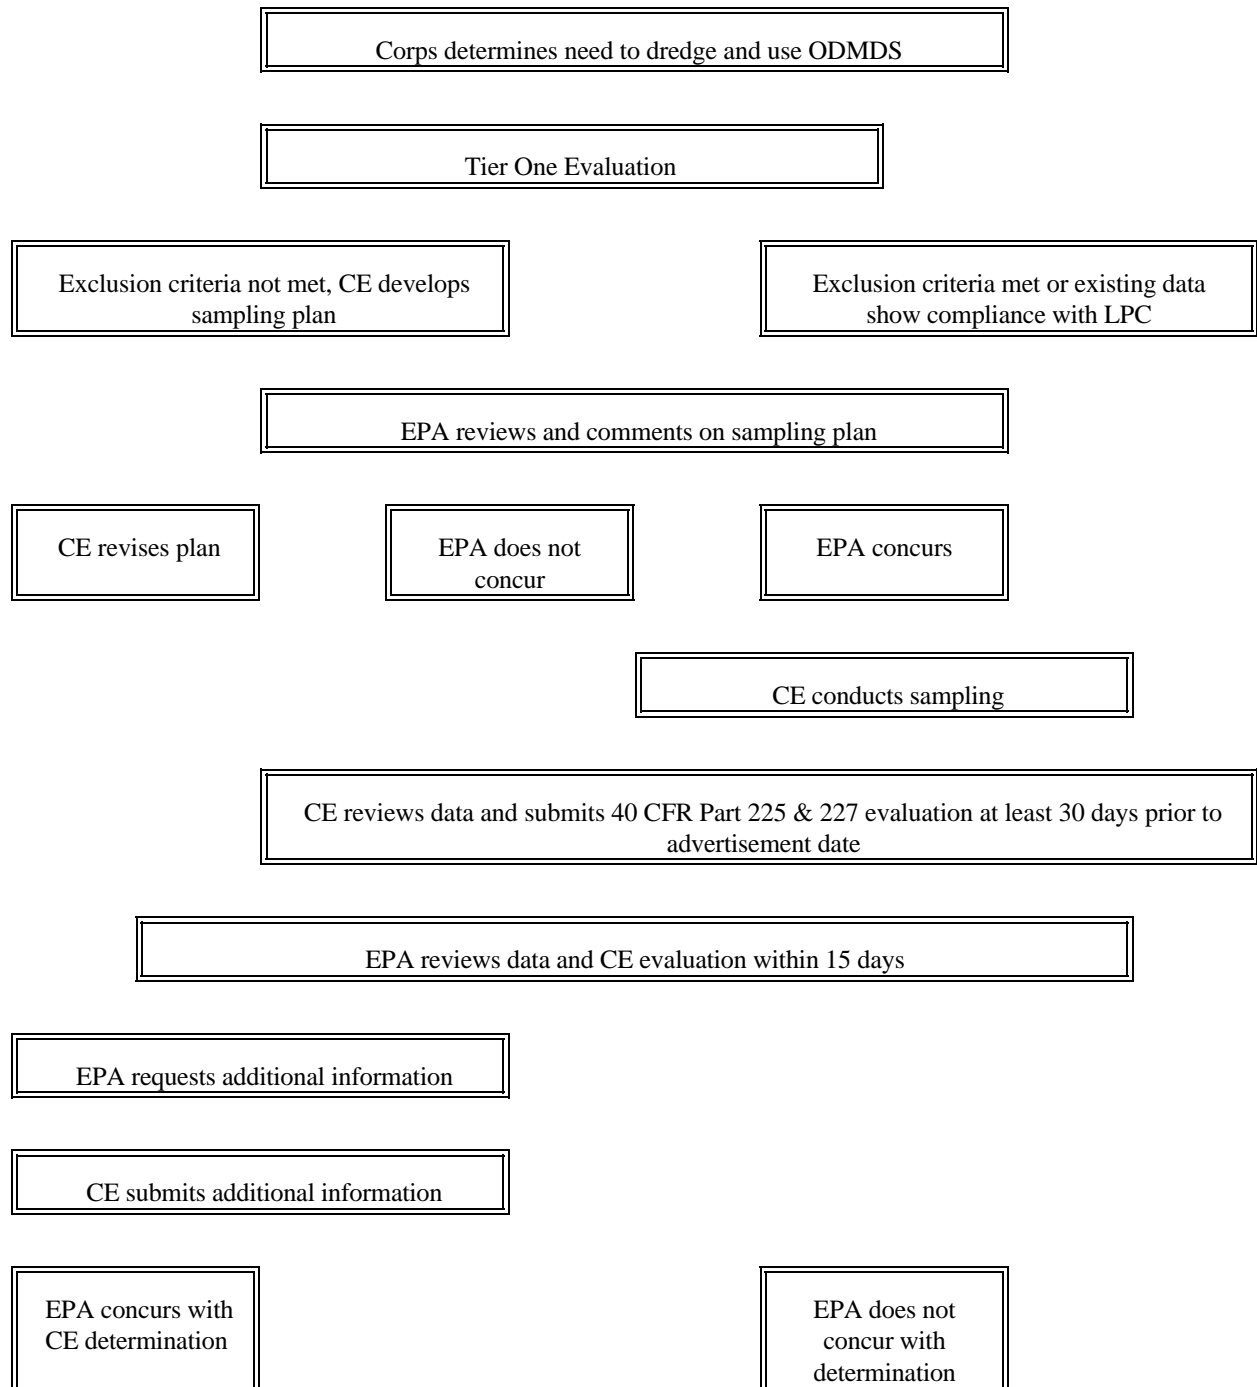 Corps determines need to dredge and use ODMDS
Tier One Evaluation
Exclusion criteria not met, CE develops
sampling plan
Exclusion criteria met or existing data
show compliance with LPC
EPA reviews and comments on sampling plan
CE revises plan
EPA does not
concur
EPA concurs
CE conducts sampling
CE reviews data and submits 40 CFR Part 225 & 227 evaluation at least 30 days prior to
advertisement date
EPA reviews data and CE evaluation within 15 days
EPA requests additional information
CE submits additional information
EPA concurs with
CE determination
EPA does not
concur with
determination